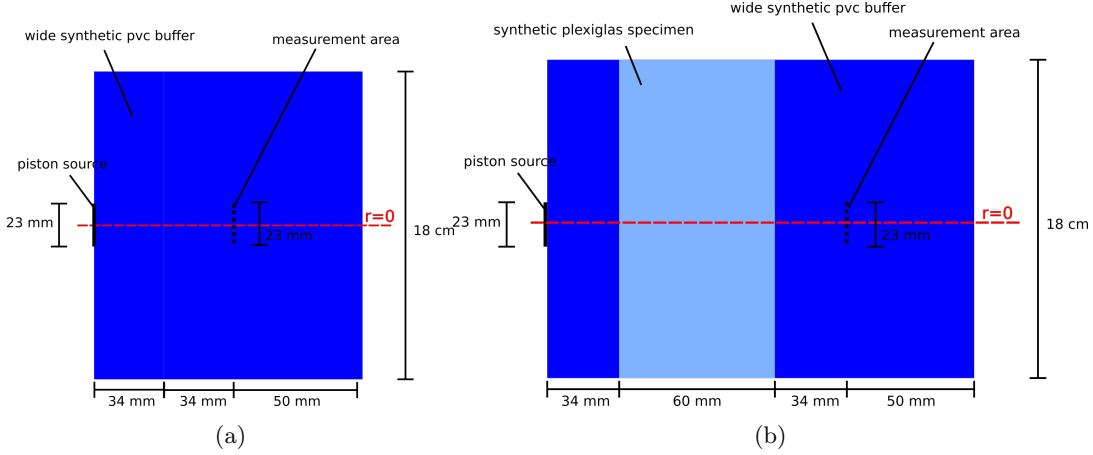 wide synthetic pvc buffer
measurement area
piston source
23 mm
r=0
23 mm
18 cm
34 mm
34 mm
50 mm
(a)
wide synthetic pvc buffer
synthetic plexiglas specimen
measurement area
piston source
23 mm
r=0
23 mm
18 cm
34 mm
60 mm
34 mm
50 mm
(b)